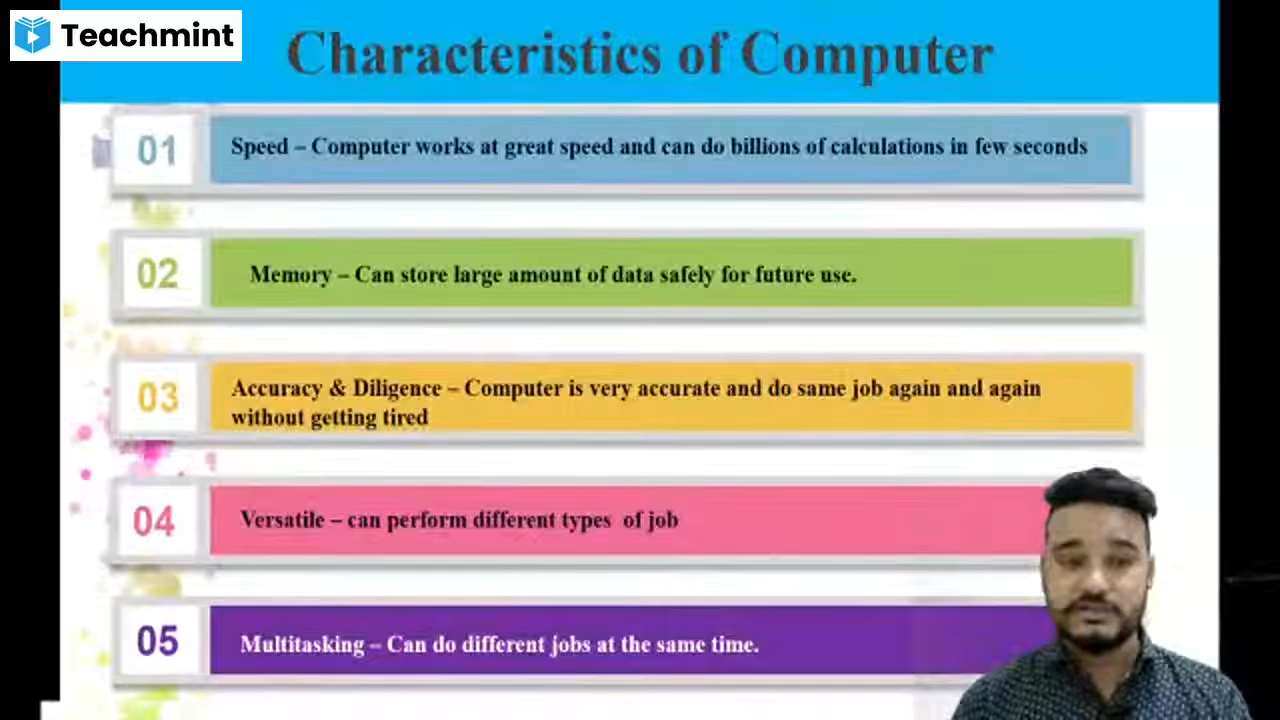 Teachmint
Characteristics of Computer
01
Speed – Computer works at great speed and can do billions of calculations in few seconds
02
Memory – Can store large amount of data safely for future use.
03
Accuracy & Diligence – Computer is very accurate and do same job again and again
without getting tired
04
Versatile – can perform different types of job
05
Multitasking – Can do different jobs at the same time.